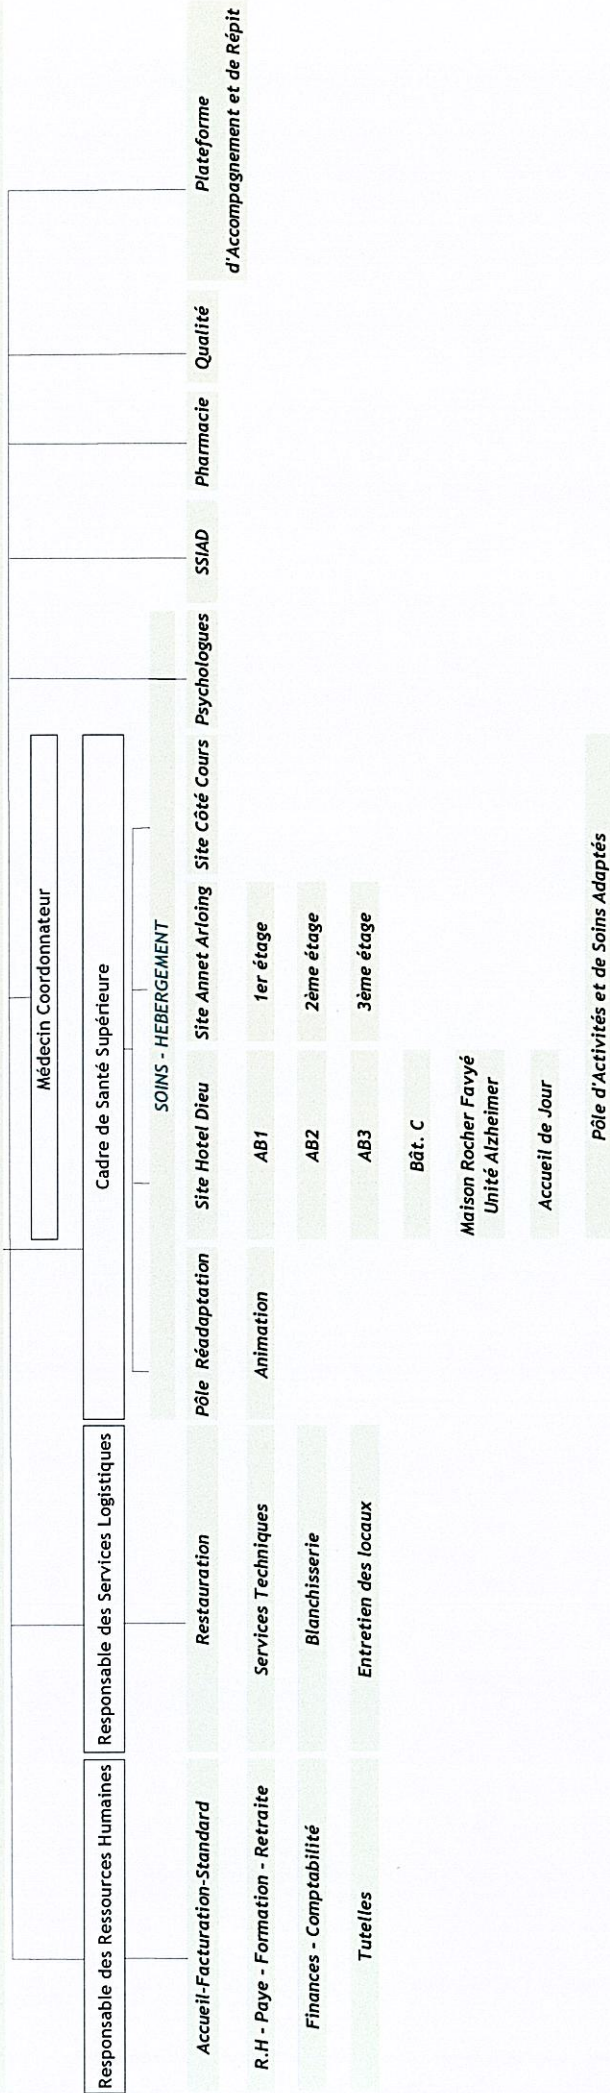 Médecin Coordonnateur
Responsable des Ressources Humaines
Responsable des Services Logistiques
Cadre de Santé Supérieure
SOINS - HEBERGEMENT
Accueil-Facturation-Standard
R.H - Paye - Formation - Retraite
Finances - Comptabilité
Tutelles
Restauration
Services Techniques
Blanchisserie
Entretien des locaux
Pôle Réadaptation
Animation
Site Hotel Dieu
AB1
AB2
AB3
Bât. C
Maison Rocher Favyé
Unité Alzheimer
Accueil de Jour
Site Annet Arloing
1er étage
2ème étage
3ème étage
Site Côté Cours
Pôle d'Activités et de Soins Adaptés
Psychologues
SSIAD
Pharmacie
Qualité
Plateforme
d'Accompagnement et de Répit